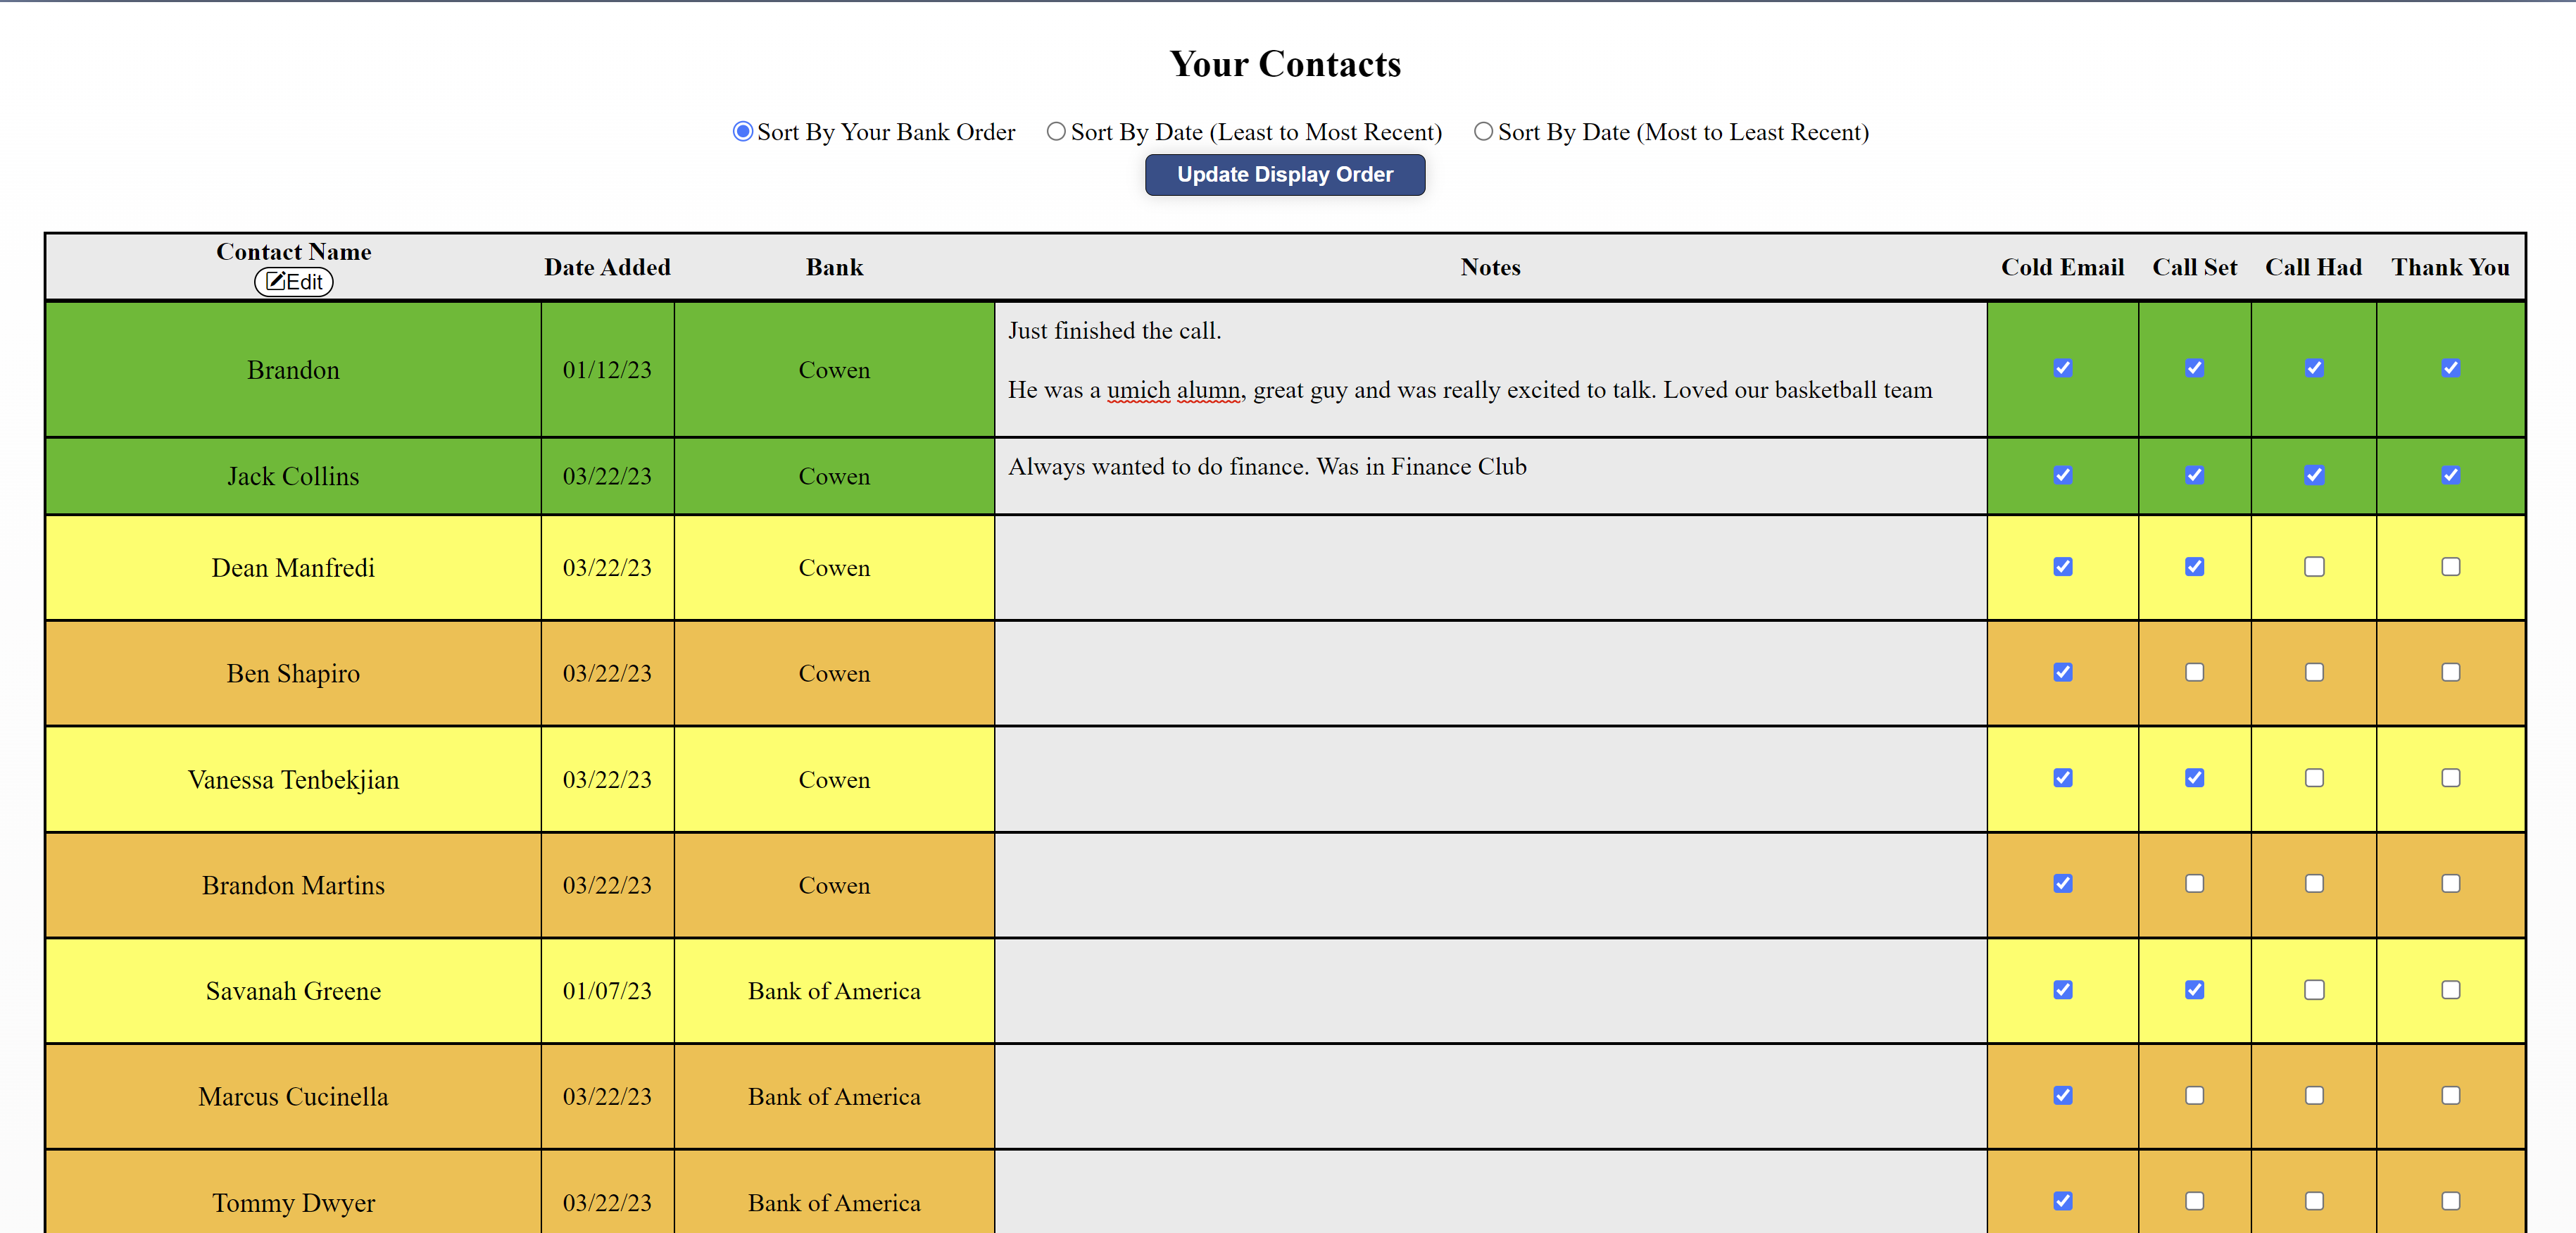 Your Contacts
Sort By Your Bank Order Sort By Date (Least to Most Recent) Sort By Date (Most to Least Recent)
Update Display Order
Contact Name Date Added Bank Notes Cold Email Call Set Call Had Thank You
Edit
Brandon 01/12/23 Cowen
Just finished the call.
He was a umich alumn, great guy and was really excited to talk. Loved our basketball team
Jack Collins 03/22/23 Cowen Always wanted to do finance. Was in Finance Club
Dean Manfredi 03/22/23 Cowen
Ben Shapiro 03/22/23 Cowen
Vanessa Tenbekjian 03/22/23 Cowen
Brandon Martins 03/22/23 Cowen
Savanah Greene 01/07/23 Bank of America
Marcus Cucinella 03/22/23 Bank of America
Tommy Dwyer 03/22/23 Bank of America